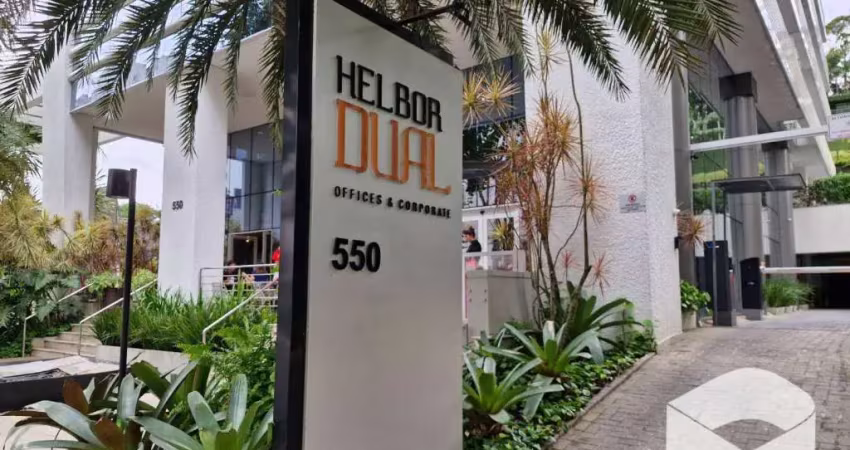 HELBOR
DUAL
OFFICES & CORPORATE
550
550